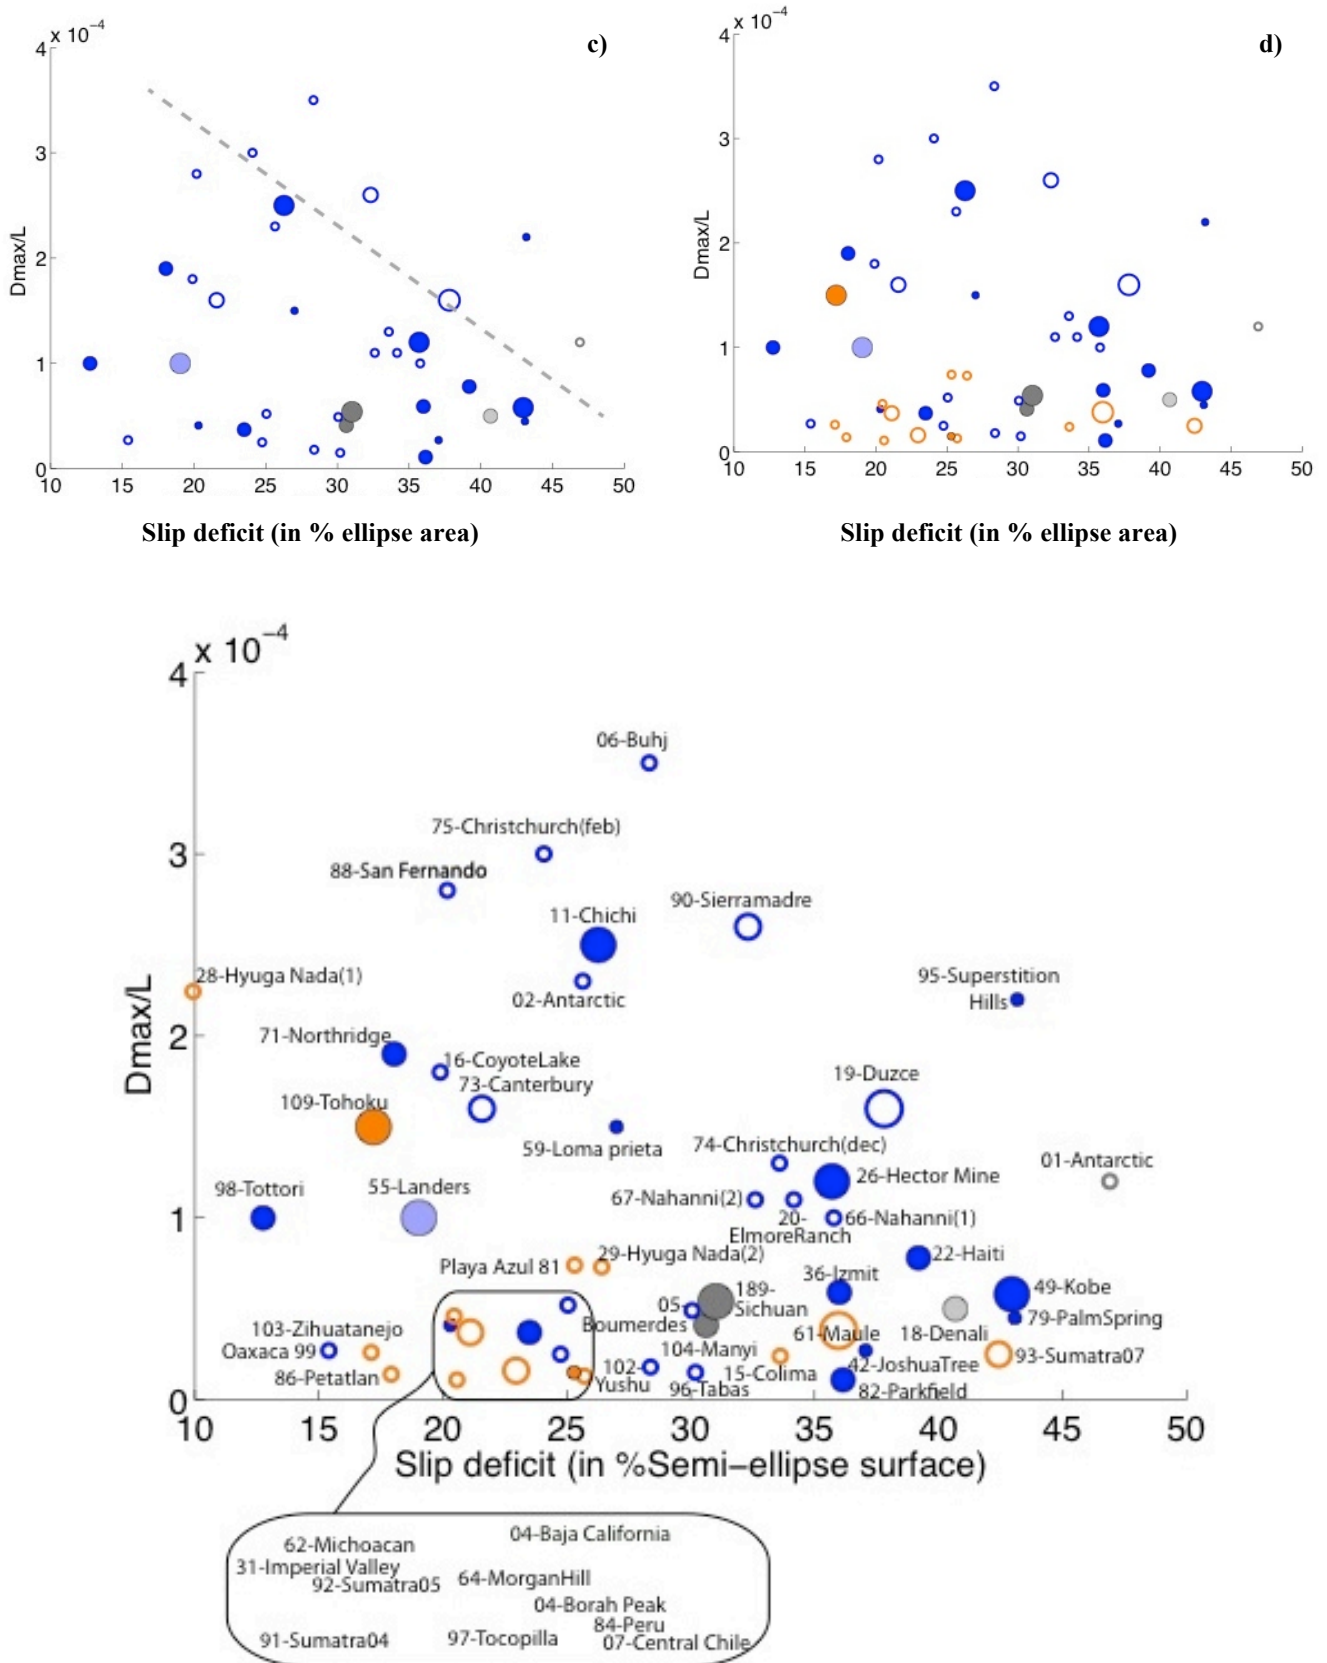 x 10⁻⁴
c)
4
3
2
1
0
Dmax/L
10 15 20 25 30 35 40 45 50
Slip deficit (in % ellipse area)
x 10⁻⁴
d)
4
3
2
1
0
Dmax/L
10 15 20 25 30 35 40 45 50
Slip deficit (in % ellipse area)
x 10⁻⁴
4
06-Buhj
75-Christchurch(feb)
3
88-San Fernando
90-Sierramadre
11-Chichi
28-Hyuga Nada(1)
95-Superstition
Hills
02-Antarctic
Dmax/L
2
71-Northridge
16-CoyoteLake
73-Canterbury
19-Duzce
109-Tohoku
59-Loma prieta
74-Christchurch(dec)
01-Antarctic
98-Tottori
55-Landers
26-Hector Mine
67-Nahanni(2)
1
20-
ElmoreRanch
66-Nahanni(1)
Playa Azul 81
29-Hyuga Nada(2)
22-Haiti
36-Izmit
189-
Sichuan
49-Kobe
05-
Boumerdes
79-PalmSpring
103-Zihuatanejo
61-Maule
18-Denali
Oaxaca 99
104-Manyi
93-Sumatra07
86-Petatlan
102-
Yushu
15-Colima
42-JoshuaTree
96-Tabas
82-Parkfield
0
10 15 20 25 30 35 40 45 50
Slip deficit (in %Semi-ellipse surface)
04-Baja California
62-Michoacan
31-Imperial Valley
92-Sumatra05
64-MorganHill
04-Borah Peak
84-Peru
91-Sumatra04
97-Tocopilla
07-Central Chile